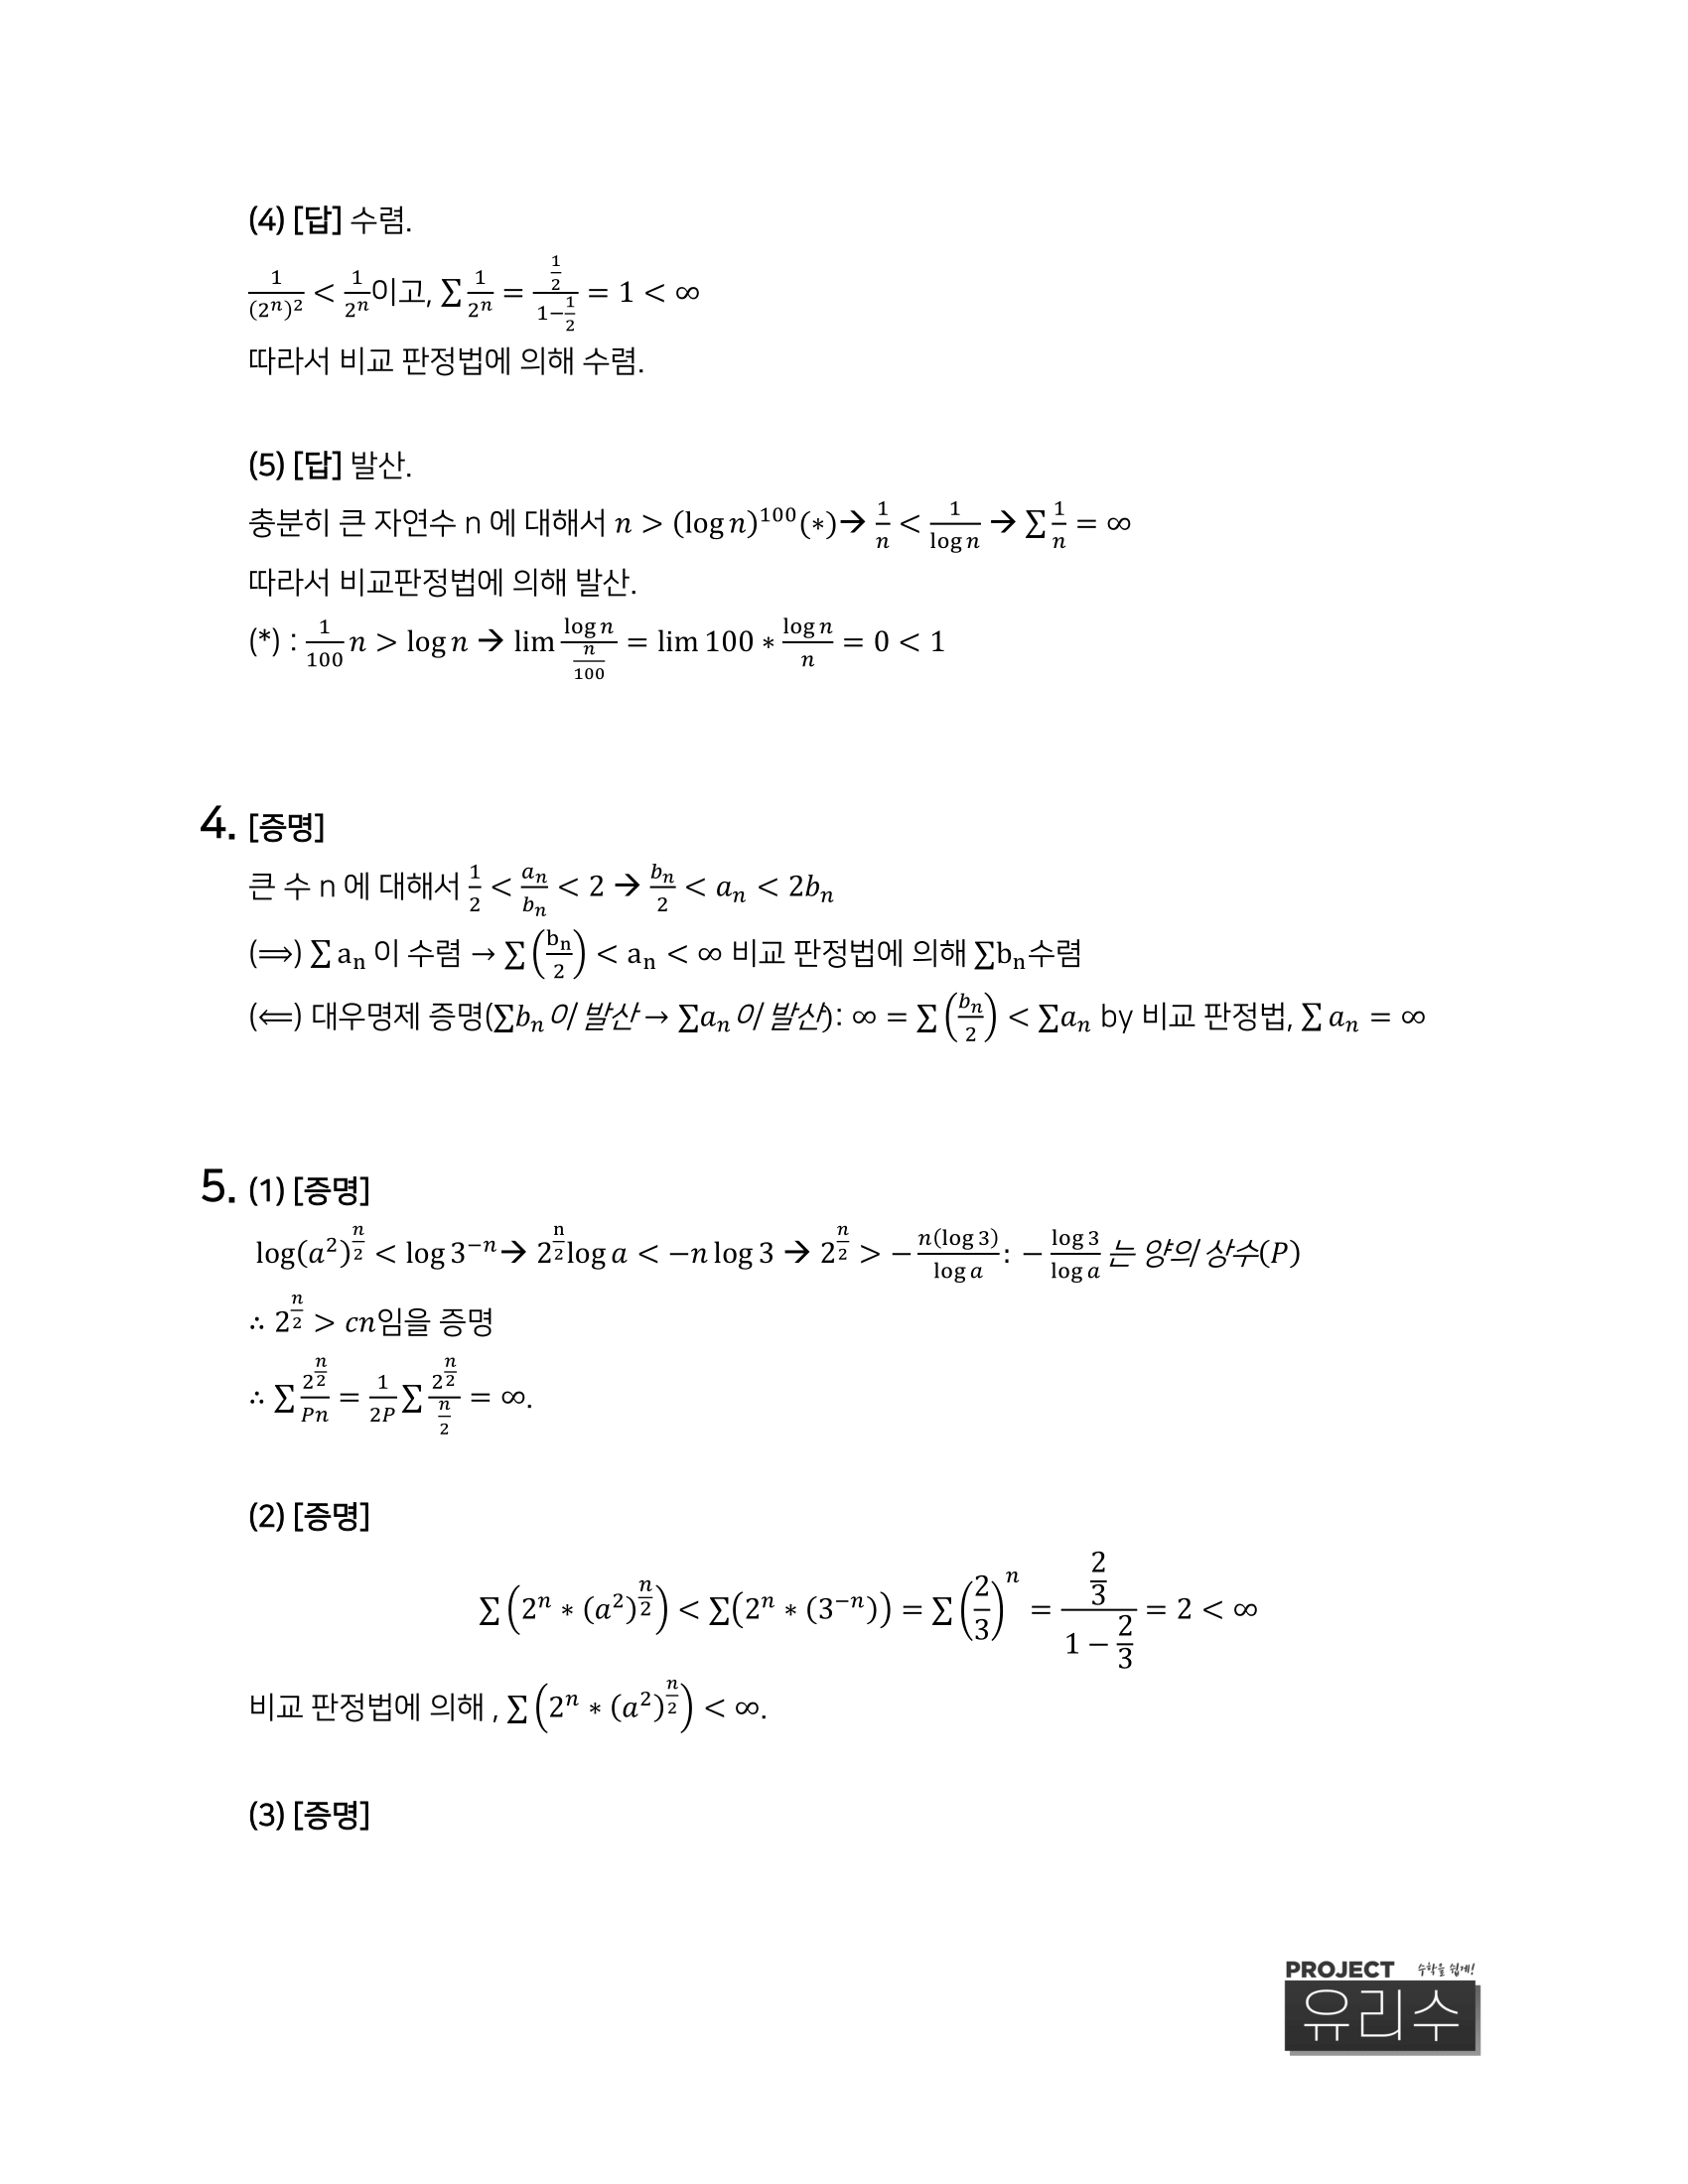 (4) [답] 수렴.
$\frac{1}{(2^n)^2} < \frac{1}{2^n}$이고, $\sum \frac{1}{2^n} = \frac{\frac{1}{2}}{1-\frac{1}{2}} = 1 < \infty$
따라서 비교 판정법에 의해 수렴.
(5) [답] 발산.
충분히 큰 자연수 n 에 대해서 $n > (\log n)^{100}(*)$→ $\frac{1}{n} < \frac{1}{\log n}$ → $\sum \frac{1}{n} = \infty$
따라서 비교판정법에 의해 발산.
(*) : $\frac{1}{100} n > \log n$ → $\lim \frac{\log n}{\frac{n}{100}} = \lim 100 * \frac{\log n}{n} = 0 < 1$
4. [증명]
큰 수 n 에 대해서 $\frac{1}{2} < \frac{a_n}{b_n} < 2$ → $\frac{b_n}{2} < a_n < 2b_n$
(⟹) $\sum a_n$ 이 수렴 → $\sum \left(\frac{b_n}{2}\right) < a_n < \infty$ 비교 판정법에 의해 $\sum b_n$수렴
(⟸) 대우명제 증명($\sum b_n$이 발산 → $\sum a_n$이 발산): $\infty = \sum \left(\frac{b_n}{2}\right) < \sum a_n$ by 비교 판정법, $\sum a_n = \infty$
5. (1) [증명]
$\log(a^2)^{\frac{n}{2}} < \log 3^{-n}$→ $2^{\frac{n}{2}} \log a < -n \log 3$ → $2^{\frac{n}{2}} > -\frac{n(\log 3)}{\log a}$: $-\frac{\log 3}{\log a}$ 는 양의 상수(P)
∴ $2^{\frac{n}{2}} > cn$임을 증명
∴ $\sum \frac{2^{\frac{n}{2}}}{Pn} = \frac{1}{2P} \sum \frac{2^{\frac{n}{2}}}{\frac{n}{2}} = \infty$.
(2) [증명]
$\sum \left(2^n * (a^2)^{\frac{n}{2}}\right) < \sum (2^n * (3^{-n})) = \sum \left(\frac{2}{3}\right)^n = \frac{\frac{2}{3}}{1 - \frac{2}{3}} = 2 < \infty$
비교 판정법에 의해 , $\sum \left(2^n * (a^2)^{\frac{n}{2}}\right) < \infty$.
(3) [증명]
PROJECT 수학을 쉽게!
유리수